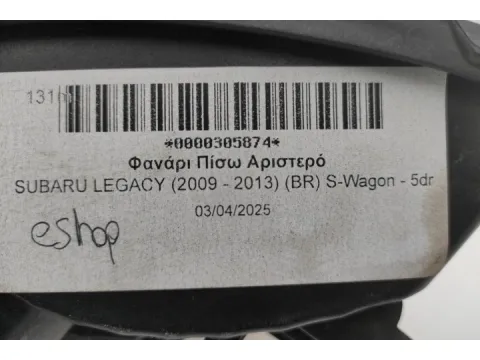 *0000305874*
Φανάρι Πίσω Αριστερό
SUBARU LEGACY (2009 - 2013) (BR) S-Wagon - 5dr
03/04/2025
eshop